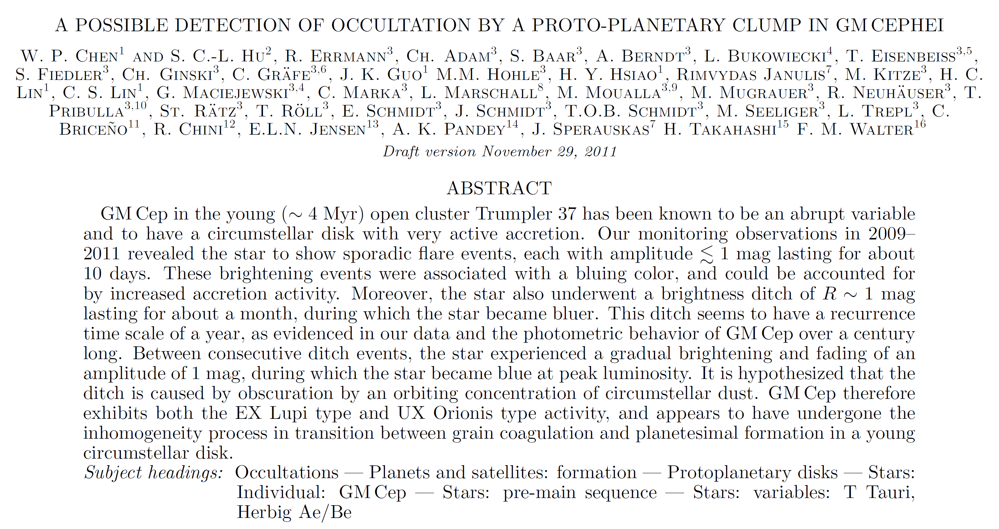 A POSSIBLE DETECTION OF OCCULTATION BY A PROTO-PLANETARY CLUMP IN GM CEPHEI
W. P. Chen1 and S. C.-L. Hu2, R. Errmann3, Ch. Adam3, S. Baar3, A. Berndt3, L. Bukowiecki4, T. Eisenbeiss3,5,
S. Fiedler3, Ch. Ginski3, C. Gräfe3,6, J. K. Guo1 M.M. Hohle3, H. Y. Hsiao1, Rimvydas Janulis7, M. Kitze3, H. C.
Lin1, C. S. Lin1, G. Maciejewski3,4, C. Marka3, L. Marschall8, M. Moualla3,9, M. Mugrauer3, R. Neuhäuser3, T.
Pribulla3,10, St. Rätz3, T. Röll3, E. Schmidt3, J. Schmidt3, T.O.B. Schmidt3, M. Seeliger3, L. Trepl3, C.
Briceño11, R. Chini12, E.L.N. Jensen13, A. K. Pandey14, J. Sperauskas7 H. Takahashi15 F. M. Walter16
Draft version November 29, 2011
ABSTRACT
GM Cep in the young (∼ 4 Myr) open cluster Trumpler 37 has been known to be an abrupt variable
and to have a circumstellar disk with very active accretion. Our monitoring observations in 2009–
2011 revealed the star to show sporadic flare events, each with amplitude ≲ 1 mag lasting for about
10 days. These brightening events were associated with a bluing color, and could be accounted for
by increased accretion activity. Moreover, the star also underwent a brightness ditch of R ∼ 1 mag
lasting for about a month, during which the star became bluer. This ditch seems to have a recurrence
time scale of a year, as evidenced in our data and the photometric behavior of GM Cep over a century
long. Between consecutive ditch events, the star experienced a gradual brightening and fading of an
amplitude of 1 mag, during which the star became blue at peak luminosity. It is hypothesized that the
ditch is caused by obscuration by an orbiting concentration of circumstellar dust. GM Cep therefore
exhibits both the EX Lupi type and UX Orionis type activity, and appears to have undergone the
inhomogeneity process in transition between grain coagulation and planetesimal formation in a young
circumstellar disk.
Subject headings: Occultations — Planets and satellites: formation — Protoplanetary disks — Stars:
Individual: GM Cep — Stars: pre-main sequence — Stars: variables: T Tauri,
Herbig Ae/Be